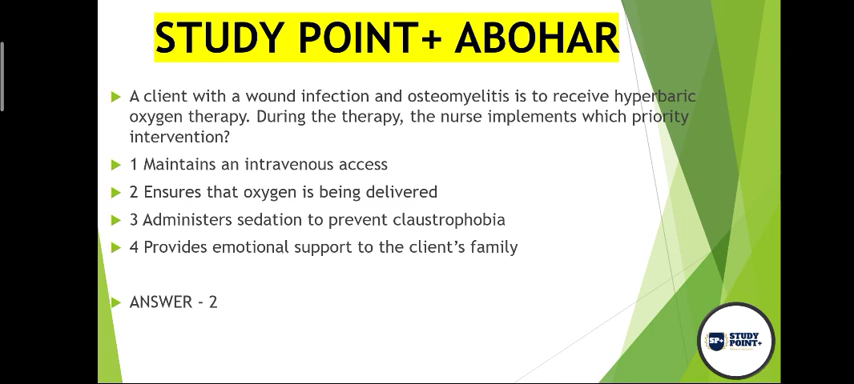 STUDY POINT+ ABOHAR
A client with a wound infection and osteomyelitis is to receive hyperbaric
oxygen therapy. During the therapy, the nurse implements which priority
intervention?
1 Maintains an intravenous access
2 Ensures that oxygen is being delivered
3 Administers sedation to prevent claustrophobia
4 Provides emotional support to the client's family
ANSWER - 2
SP+ STUDY
POINT+